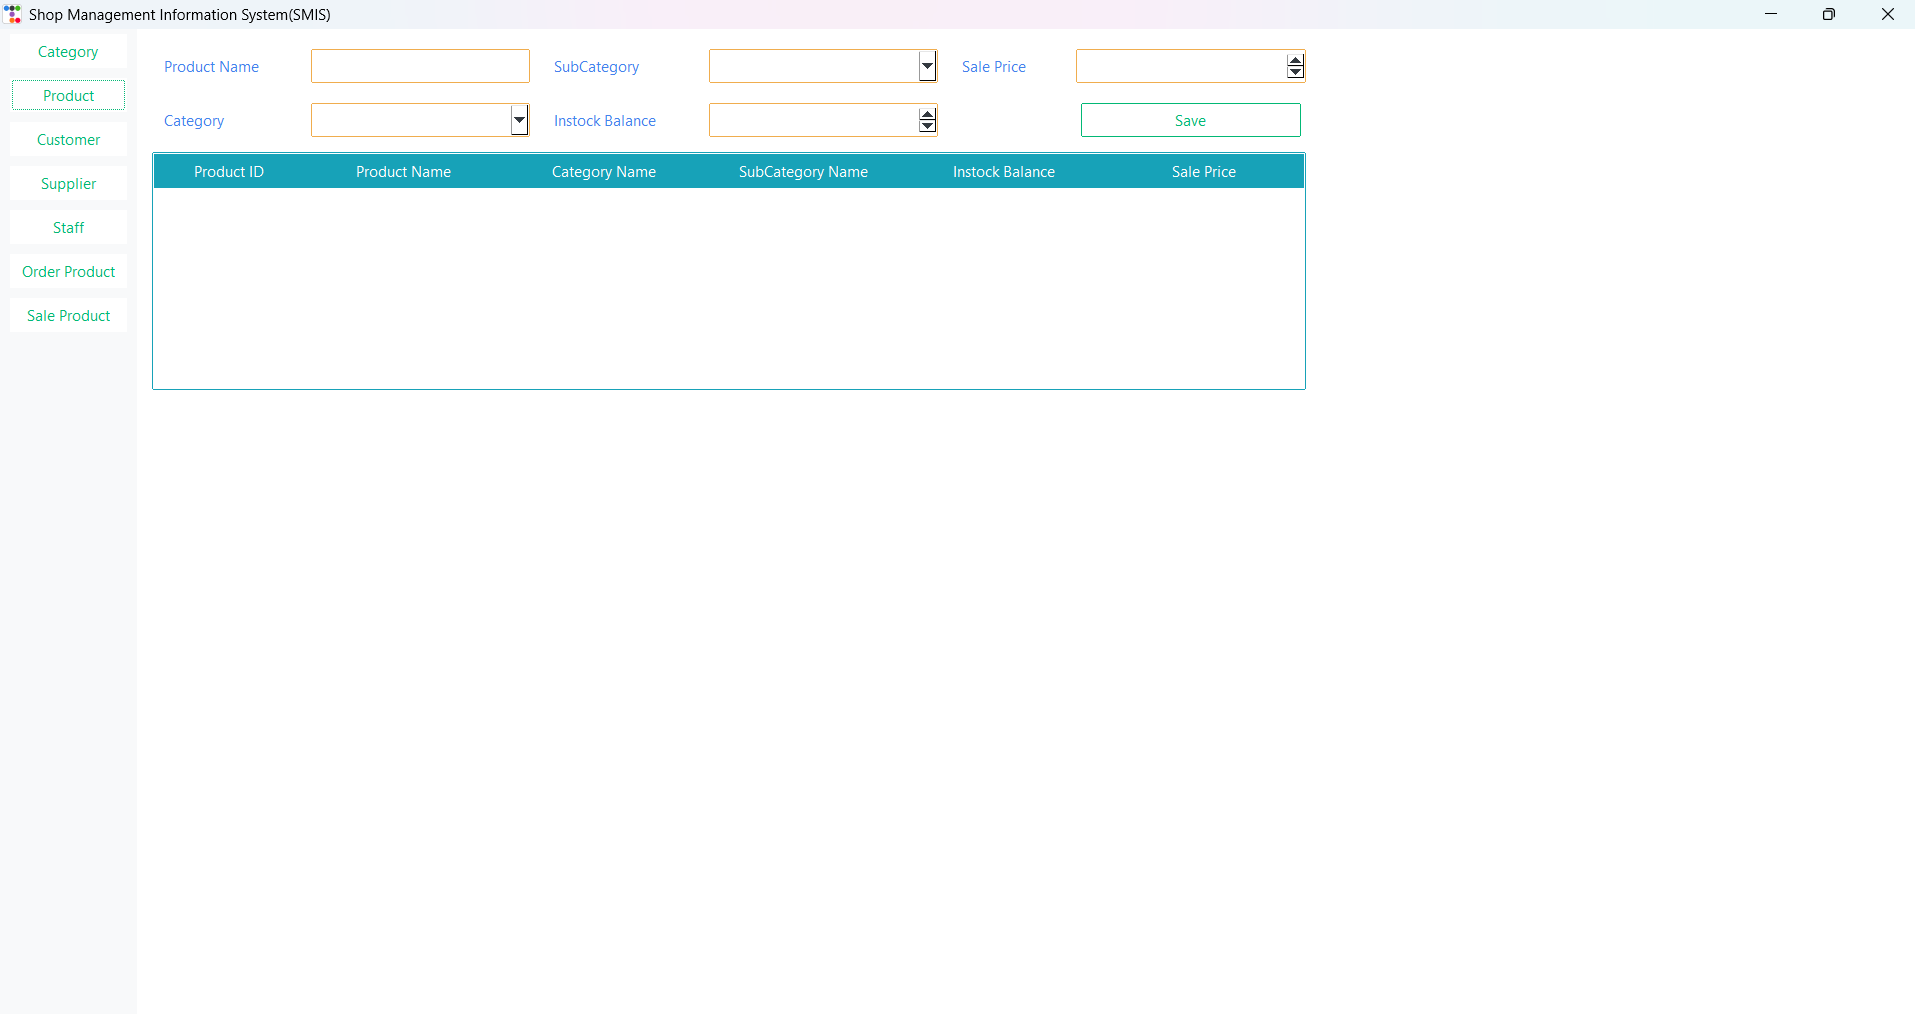 Shop Management Information System(SMIS)
Category
Product
Customer
Supplier
Staff
Order Product
Sale Product
Product Name SubCategory Sale Price
Category Instock Balance Save
Product ID Product Name Category Name SubCategory Name Instock Balance Sale Price